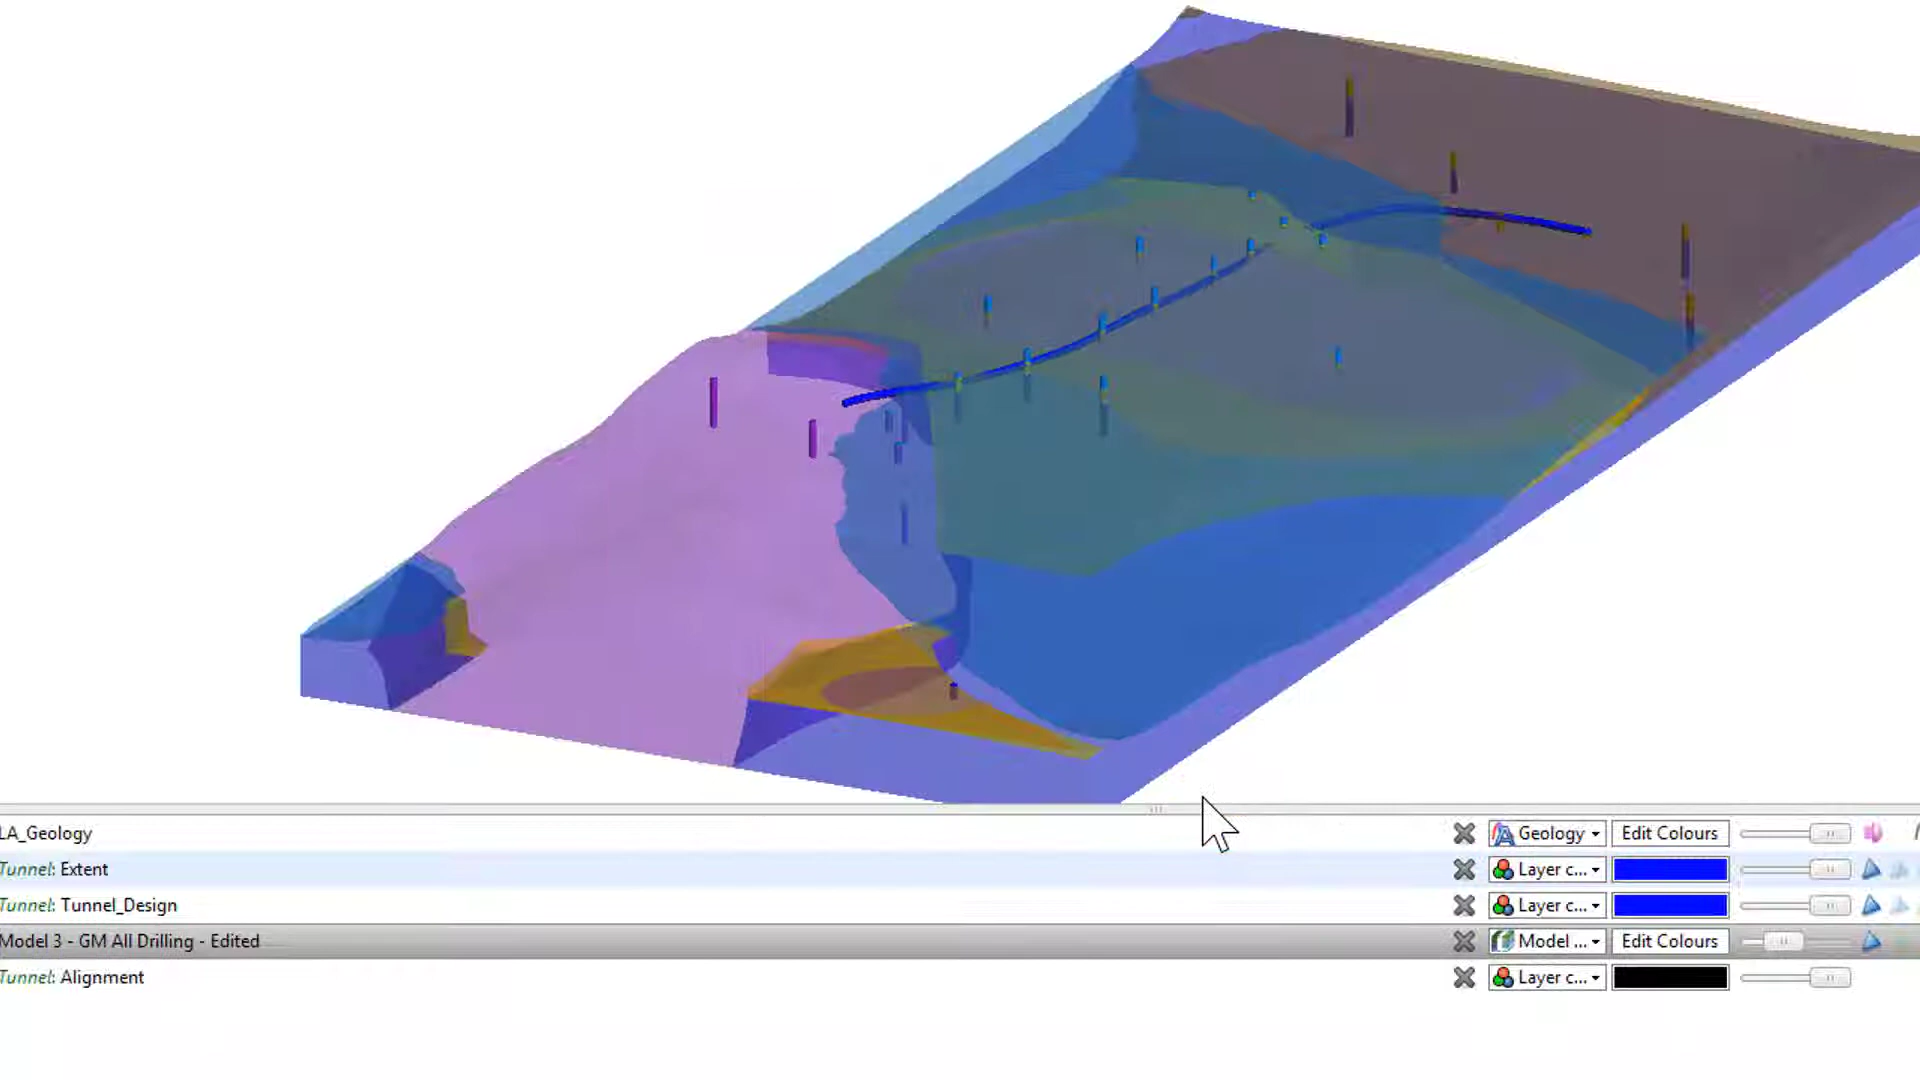 LA_Geology Geology Edit Colours
Tunnel: Extent Layer c...
Tunnel: Tunnel_Design Layer c...
Model 3 - GM All Drilling - Edited Model ... Edit Colours
Tunnel: Alignment Layer c...